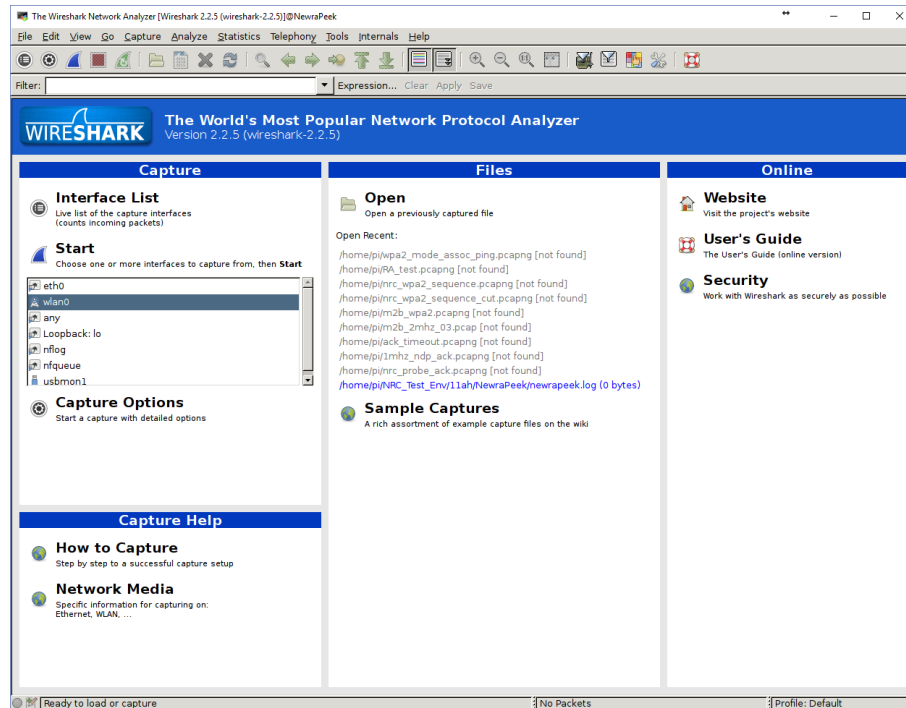 The Wireshark Network Analyzer [Wireshark 2.2.5 (wireshark-2.2.5)]@NewraPeek
File Edit View Go Capture Analyze Statistics Telephony Tools Internals Help
Filter: Expression... Clear Apply Save
WIRESHARK
The World's Most Popular Network Protocol Analyzer
Version 2.2.5 (wireshark-2.2.5)
Capture
Interface List
Live list of the capture interfaces
(counts incoming packets)
Start
Choose one or more interfaces to capture from, then Start
eth0
wlan0
any
Loopback: lo
nflog
nfqueue
usbmon1
Capture Options
Start a capture with detailed options
Capture Help
How to Capture
Step by step to a successful capture setup
Network Media
Specific information for capturing on:
Ethernet, WLAN, ...
Files
Open
Open a previously captured file
Open Recent:
/home/pi/wpa2_mode_assoc_ping.pcapng [not found]
/home/pi/RA_test.pcapng [not found]
/home/pi/nrc_wpa2_sequence.pcapng [not found]
/home/pi/nrc_wpa2_sequence_cut.pcapng [not found]
/home/pi/m2b_wpa2.pcapng [not found]
/home/pi/m2b_2mhz_03.pcap [not found]
/home/pi/ack_timeout.pcapng [not found]
/home/pi/1mhz_ndp_ack.pcapng [not found]
/home/pi/nrc_probe_ack.pcapng [not found]
/home/pi/NRC_Test_Env/11ah/NewraPeek/newrapeek.log (0 bytes)
Sample Captures
A rich assortment of example capture files on the wiki
Online
Website
Visit the project's website
User's Guide
The User's Guide (online version)
Security
Work with Wireshark as securely as possible
Ready to load or capture
No Packets
Profile: Default